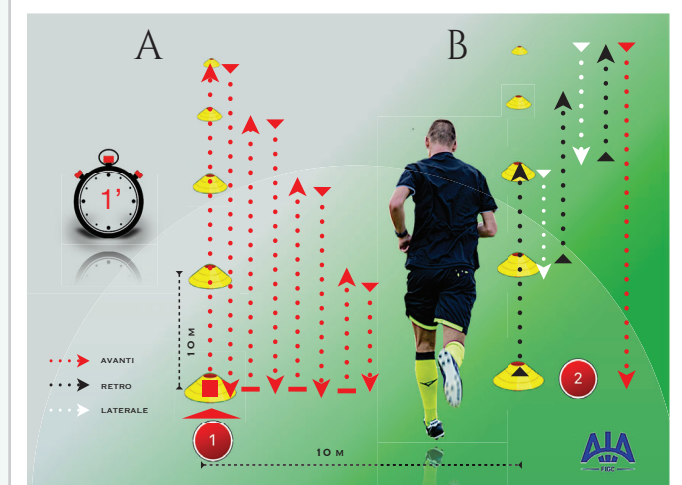 A
B
1'
10 M
AVANTI
RETRO
LATERALE
1
2
10 M
AIA
FIGC